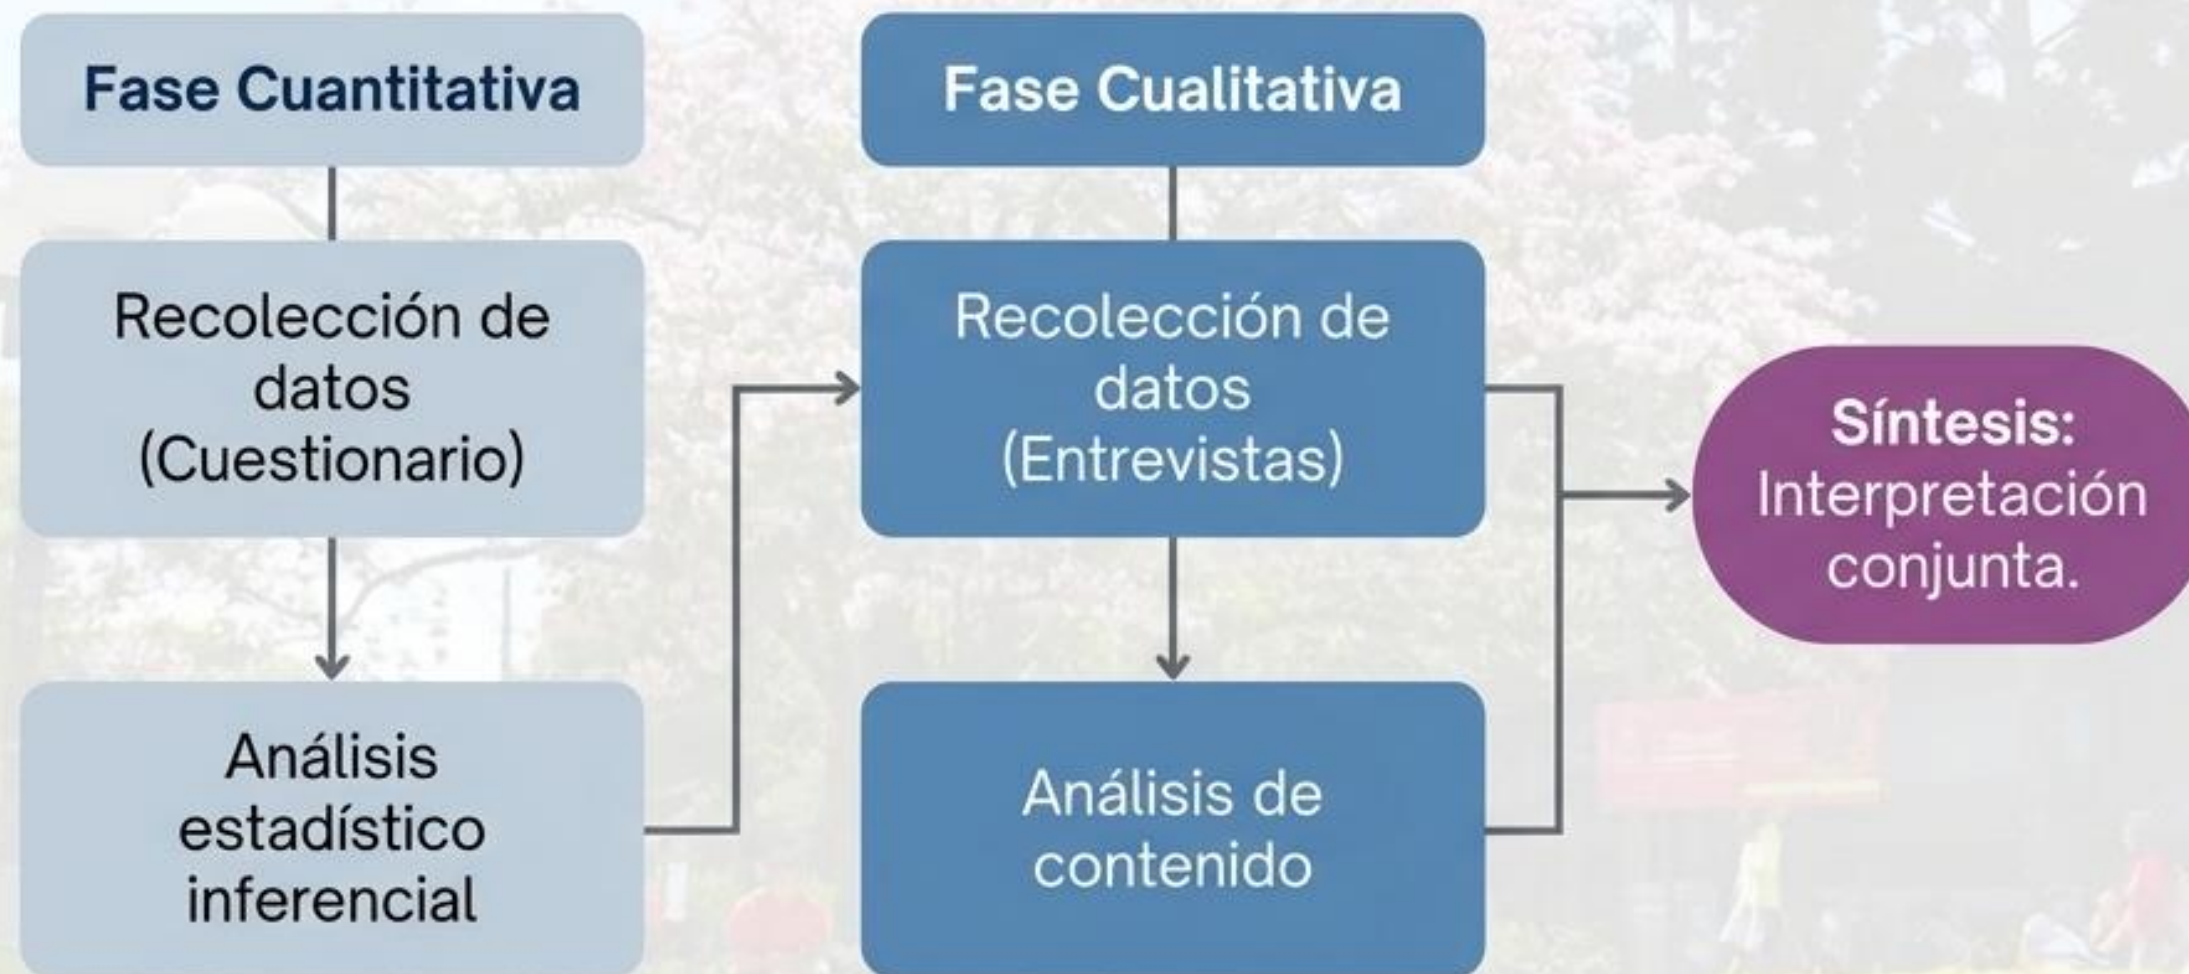 Fase Cuantitativa
Recolección de
datos
(Cuestionario)
Análisis
estadístico
inferencial
Fase Cualitativa
Recolección de
datos
(Entrevistas)
Análisis de
contenido
Síntesis:
Interpretación
conjunta.